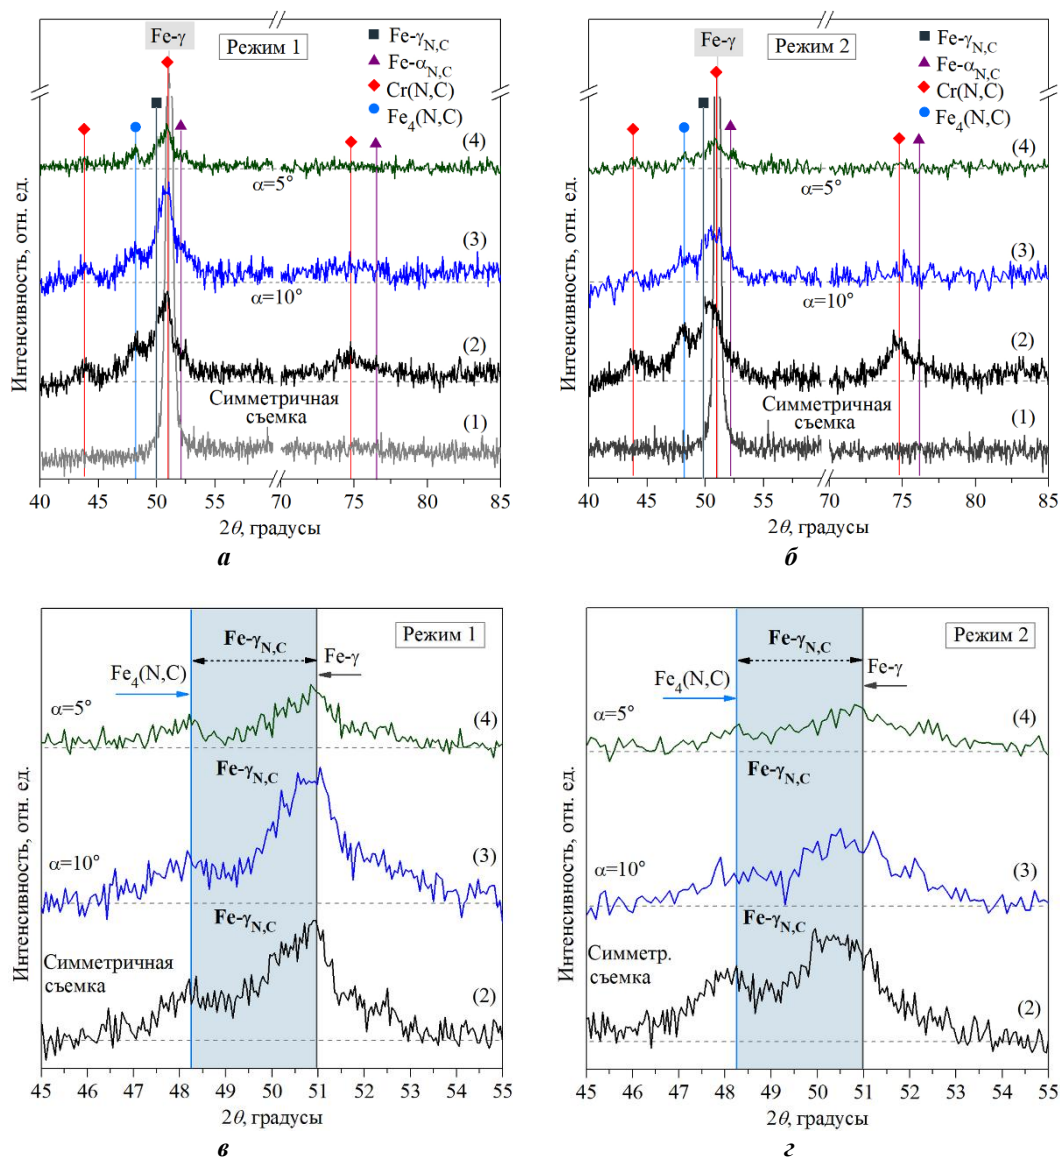 Fe-γ
Режим 1
Fe-γN,C
Fe-αN,C
Cr(N,C)
Fe4(N,C)
(4)
α=5°
(3)
α=10°
(2)
Симметричная
съемка
(1)
Интенсивность, отн. ед.
40 45 50 55 70 75 80 85
2θ, градусы
а
Fe-γ
Режим 2
Fe-γN,C
Fe-αN,C
Cr(N,C)
Fe4(N,C)
(4)
α=5°
(3)
α=10°
(2)
Симметричная
съемка
(1)
Интенсивность, отн. ед.
40 45 50 55 70 75 80 85
2θ, градусы
б
Режим 1
Fe-γN,C
Fe-γ
Fe4(N,C)
α=5°
(4)
Fe-γN,C
α=10°
(3)
Fe-γN,C
Симметричная
съемка
(2)
Интенсивность, отн. ед.
45 46 47 48 49 50 51 52 53 54 55
2θ, градусы
в
Режим 2
Fe-γN,C
Fe-γ
Fe4(N,C)
α=5°
(4)
Fe-γN,C
α=10°
(3)
Fe-γN,C
Симметр.
съемка
(2)
Интенсивность, отн. ед.
45 46 47 48 49 50 51 52 53 54 55
2θ, градусы
г